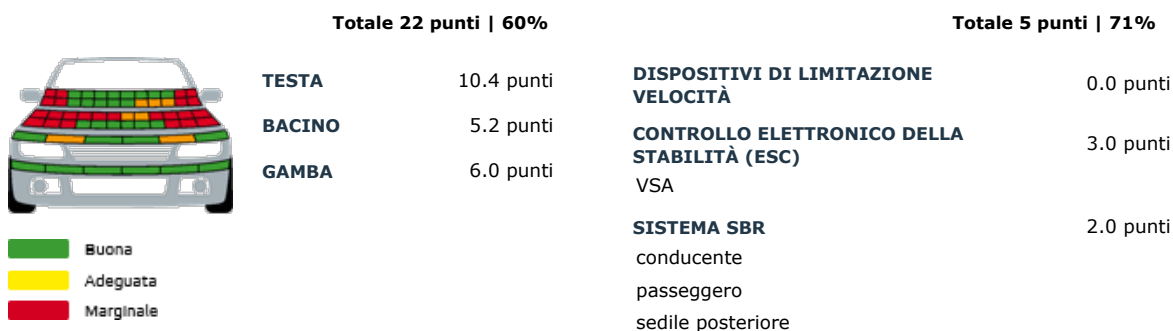 Totale 22 punti | 60%
TESTA 10.4 punti
BACINO 5.2 punti
GAMBA 6.0 punti
Buona
Adeguata
Marginale
Totale 5 punti | 71%
DISPOSITIVI DI LIMITAZIONE
VELOCITÀ 0.0 punti
CONTROLLO ELETTRONICO DELLA
STABILITÀ (ESC) 3.0 punti
VSA
SISTEMA SBR 2.0 punti
conducente
passeggero
sedile posteriore